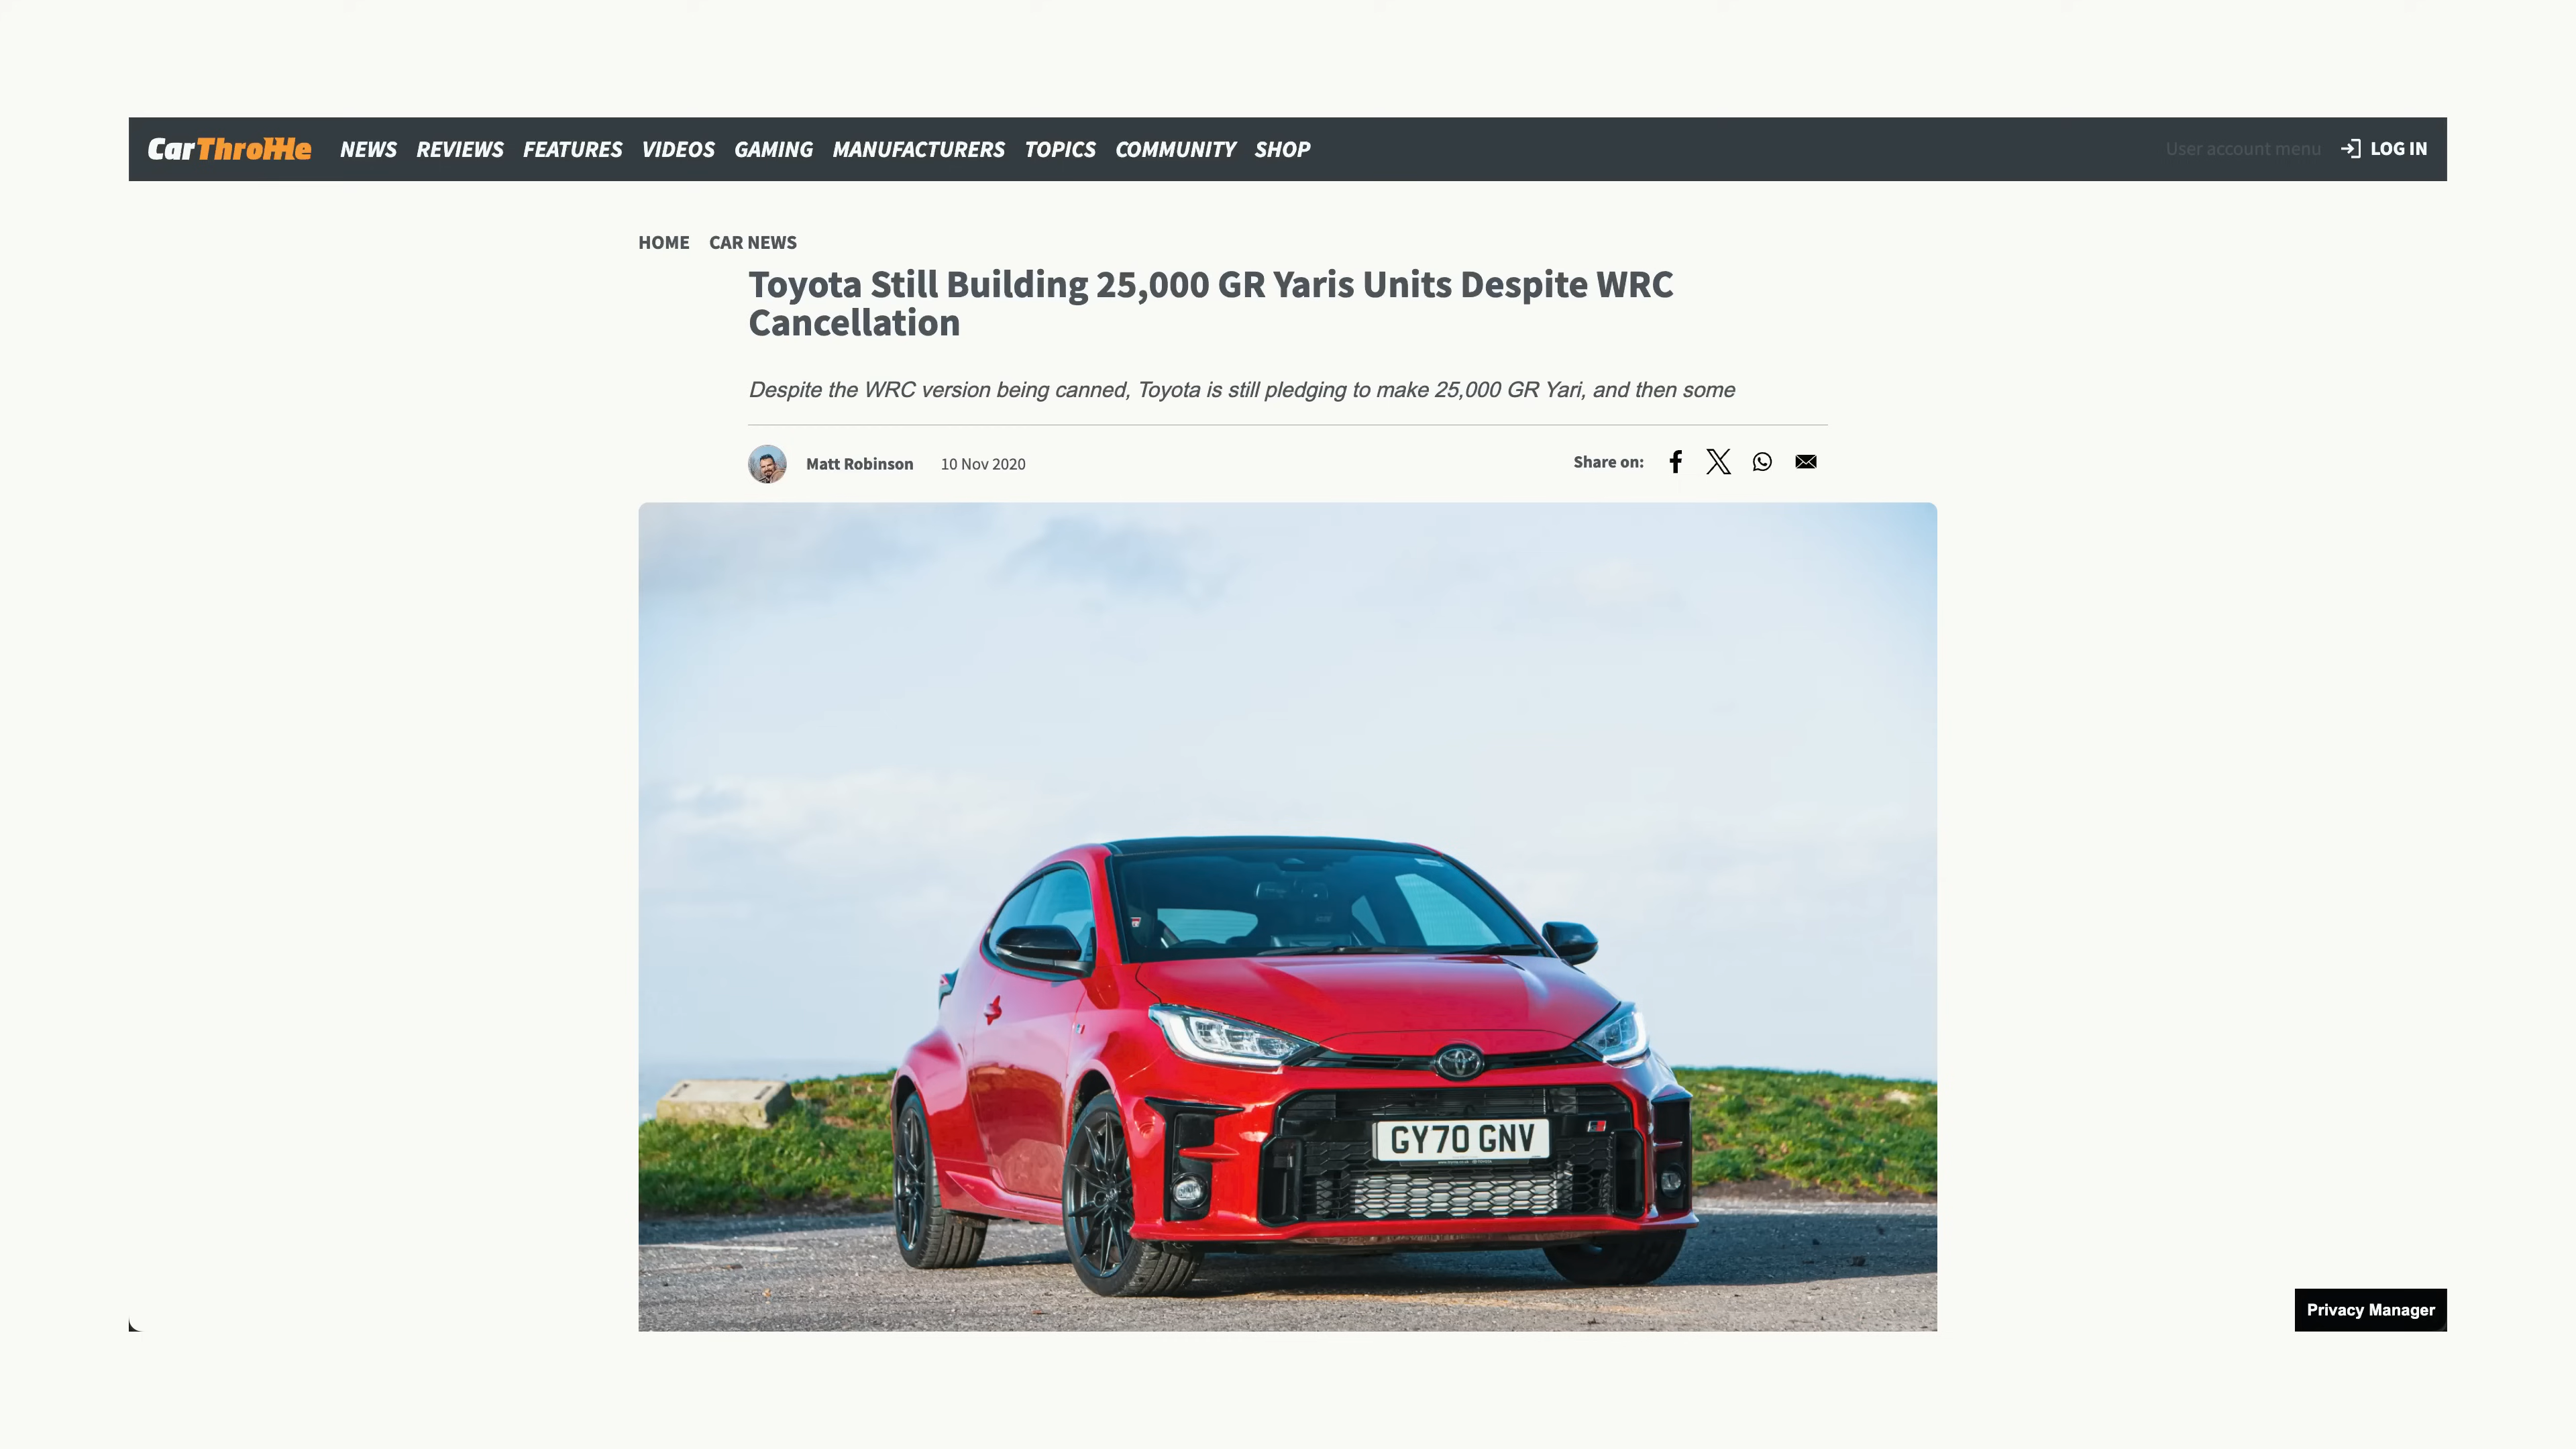 CarThrottle NEWS REVIEWS FEATURES VIDEOS GAMING MANUFACTURERS TOPICS COMMUNITY SHOP User account menu LOG IN
HOME CAR NEWS
Toyota Still Building 25,000 GR Yaris Units Despite WRC
Cancellation
Despite the WRC version being canned, Toyota is still pledging to make 25,000 GR Yari, and then some
Matt Robinson 10 Nov 2020 Share on:
GY70 GNV
Privacy Manager